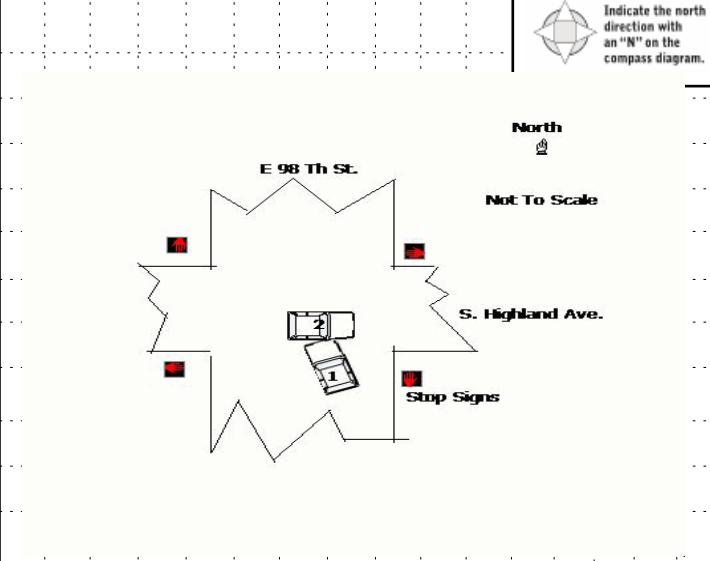 Indicate the north
direction with
an "N" on the
compass diagram.
North
E 98 Th St.
Not To Scale
S. Highland Ave.
2
1
Stop Signs